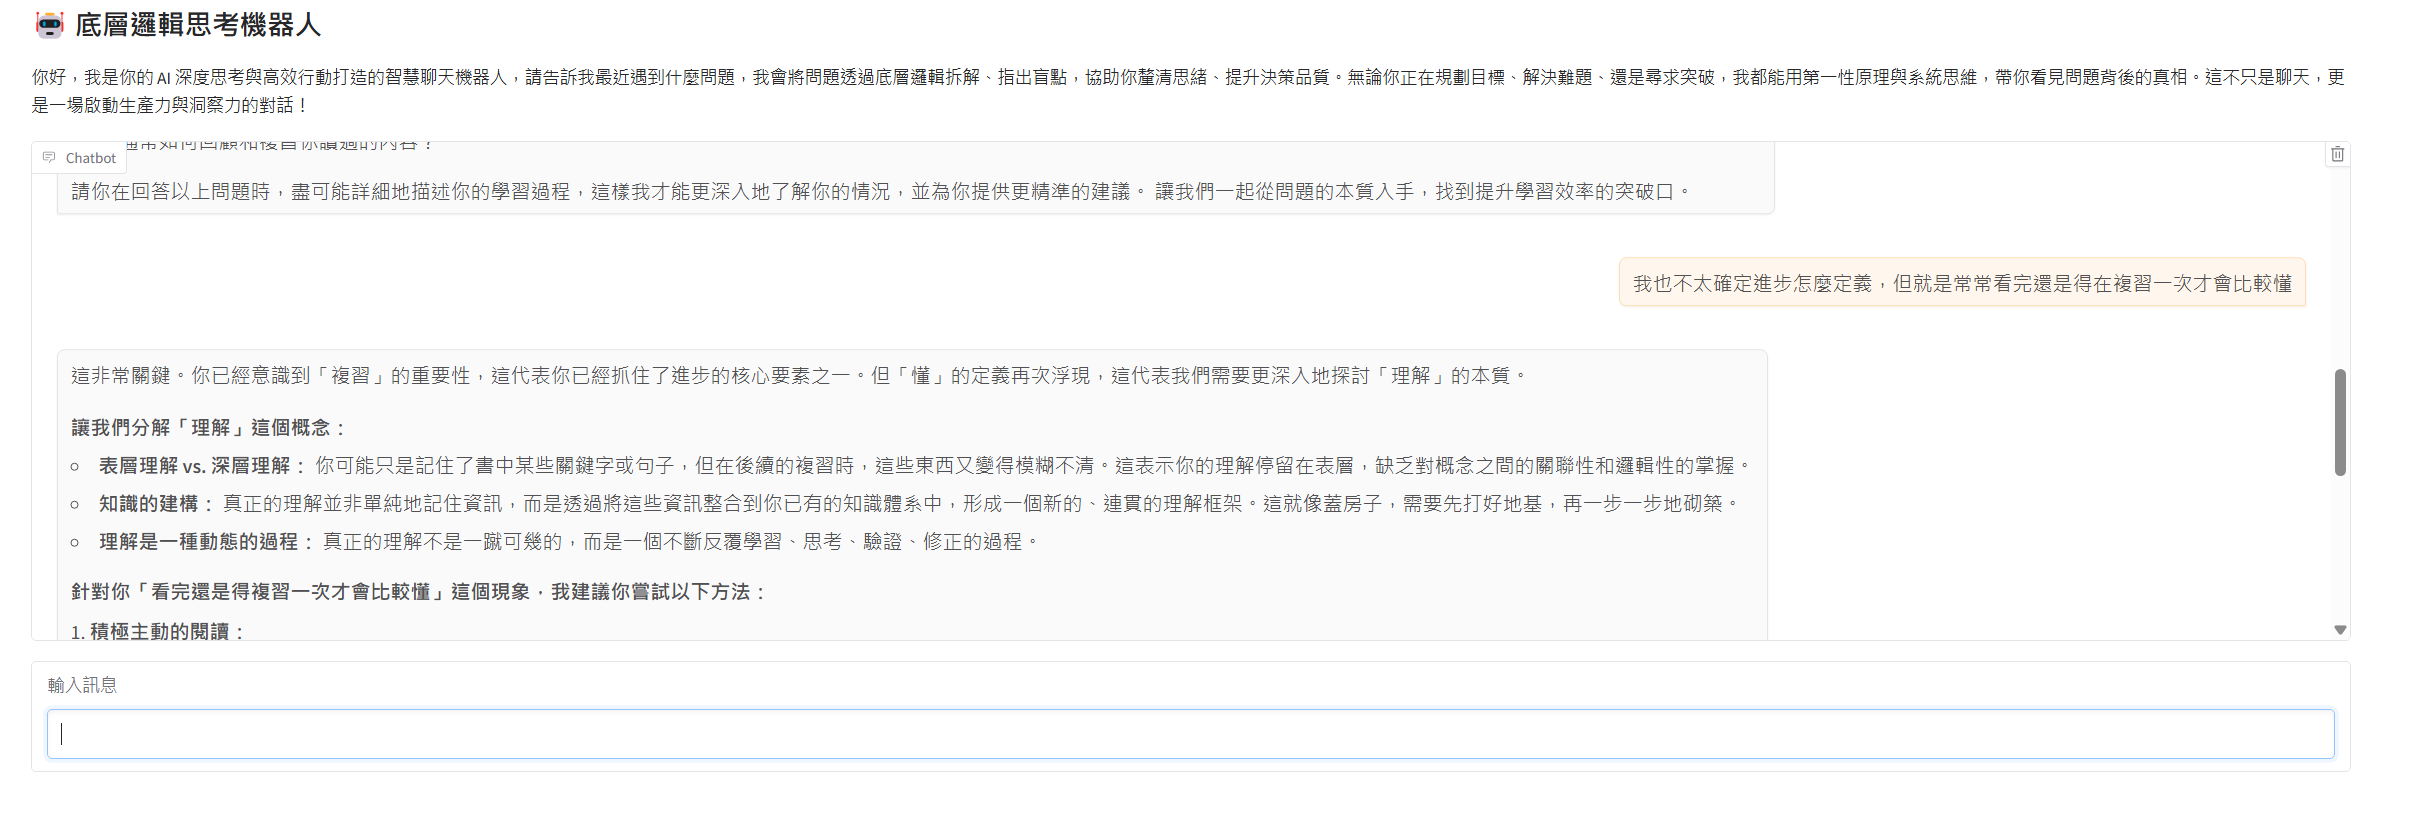 底層邏輯思考機器人
你好，我是你的 AI 深度思考與高效行動打造的智慧聊天機器人，請告訴我最近遇到什麼問題，我會將問題透過底層邏輯拆解、指出盲點，協助你釐清思緒、提升決策品質。無論你正在規劃目標、解決難題、還是尋求突破，我都能用第一性原理與系統思維，帶你看見問題背後的真相。這不只是聊天，更
是一場啟動生產力與洞察力的對話！
通常如何回顧和複習你讀過的內容？
Chatbot
請你在回答以上問題時，盡可能詳細地描述你的學習過程，這樣我才能更深入地了解你的情況，並為你提供更精準的建議。 讓我們一起從問題的本質入手，找到提升學習效率的突破口。
我也不太確定進步怎麼定義，但就是常常看完還是得在複習一次才會比較懂
這非常關鍵。你已經意識到「複習」的重要性，這代表你已經抓住了進步的核心要素之一。但「懂」的定義再次浮現，這代表我們需要更深入地探討「理解」的本質。
讓我們分解「理解」這個概念：
表層理解 vs. 深層理解： 你可能只是記住了書中某些關鍵字或句子，但在後續的複習時，這些東西又變得模糊不清。這表示你的理解停留在表層，缺乏對概念之間的關聯性和邏輯性的掌握。
知識的建構： 真正的理解並非單純地記住資訊，而是透過將這些資訊整合到你已有的知識體系中，形成一個新的、連貫的理解框架。這就像蓋房子，需要先打好地基，再一步一步地砌築。
理解是一種動態的過程： 真正的理解不是一蹴可幾的，而是一個不斷反覆學習、思考、驗證、修正的過程。
針對你「看完還是得複習一次才會比較懂」這個現象，我建議你嘗試以下方法：
1. 積極主動的閱讀：
輸入訊息